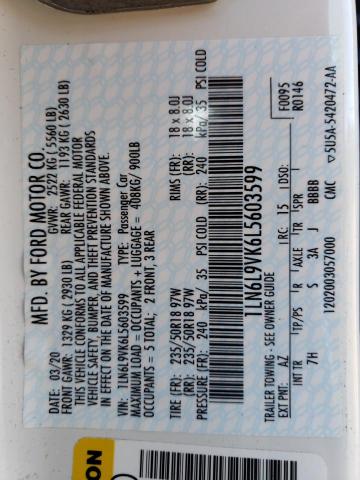 MFD. BY FORD MOTOR CO.
DATE: 03/20 GVWR: 2522 KG ( 5560 LB)
FRONT GAWR: 1329 KG ( 2930 LB) REAR GAWR: 1193 KG ( 2630 LB)
VEHICLE CONFORMS TO ALL APPLICABLE FEDERAL MOTOR
VEHICLE SAFETY, BUMPER, AND THEFT PREVENTION STANDARDS
IN EFFECT ON THE DATE OF MANUFACTURE SHOWN ABOVE.
VIN: 1LN6L9VK6L5603599 TYPE: Passenger Car
OCCUPANTS + LUGGAGE = 408KG/ 900LB
OCCUPANTS = 5 TOTAL; 2 FRONT, 3 REAR
TIRE (FR): 235/50R18 97W RIMS (FR): 18 x 8.0J
(RR): 235/50R18 97W (RR): 18 x 8.0J
PRESSURE (FR): 240 kPa/ 35 PSI COLD (RR): 240 kPa/ 35 PSI COLD
1LN6L9VK6L5603599
F0095
R0146
TRAILER TOWING - SEE OWNER GUIDE
EXT PNT: AZ RC: 15 DSO:
INT TR TP/PS R AXLE TR SPR
7H S 3A J BBBB
1202003057000 CMC
5U5A-5420472-AA
ON